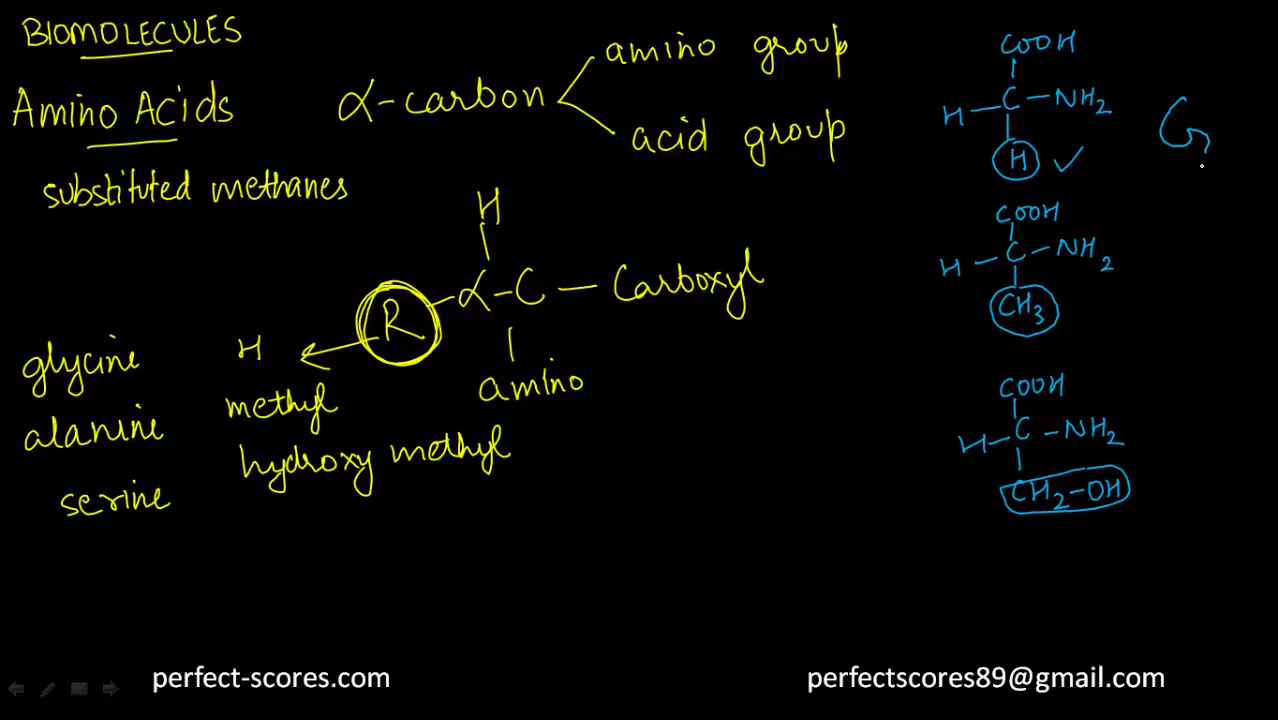 BIOMOLECULES
Amino Acids
α-carbon
amino group
acid group
substituted methanes
H
R-α-C-Carboxyl
amino
glycine H
alanine methyl
serine hydroxy methyl
COOH
H-C-NH2
H ✓
G
COOH
H-C-NH2
CH3
COOH
H-C-NH2
CH2-OH
perfect-scores.com
perfectscores89@gmail.com